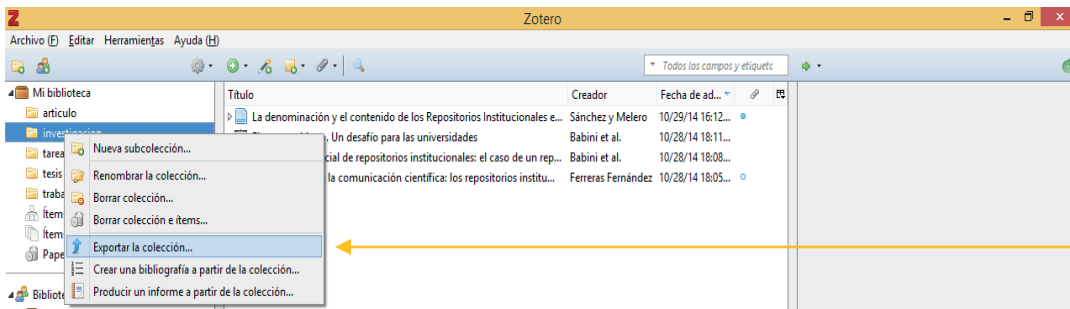 Z
Zotero
Archivo (F) Editar Herramientas Ayuda (H)
Todos los campos y etiquetc
Mi biblioteca
Título Creador Fecha de ad...
articulo
La denominación y el contenido de los Repositorios Institucionales e... Sánchez y Melero 10/29/14 16:12...
investigacion
. Un desafío para las universidades Babini et al. 10/28/14 18:11...
tarea
Nueva subcolección...
cial de repositorios institucionales: el caso de un rep... Babini et al. 10/28/14 18:08...
tesis
Renombrar la colección...
la comunicación científica: los repositorios institu... Ferreras Fernández 10/28/14 18:05...
traba
Borrar colección...
Ítem
Borrar colección e ítems...
Ítem
Pape
Exportar la colección...
Crear una bibliografía a partir de la colección...
Bibliote
Producir un informe a partir de la colección...